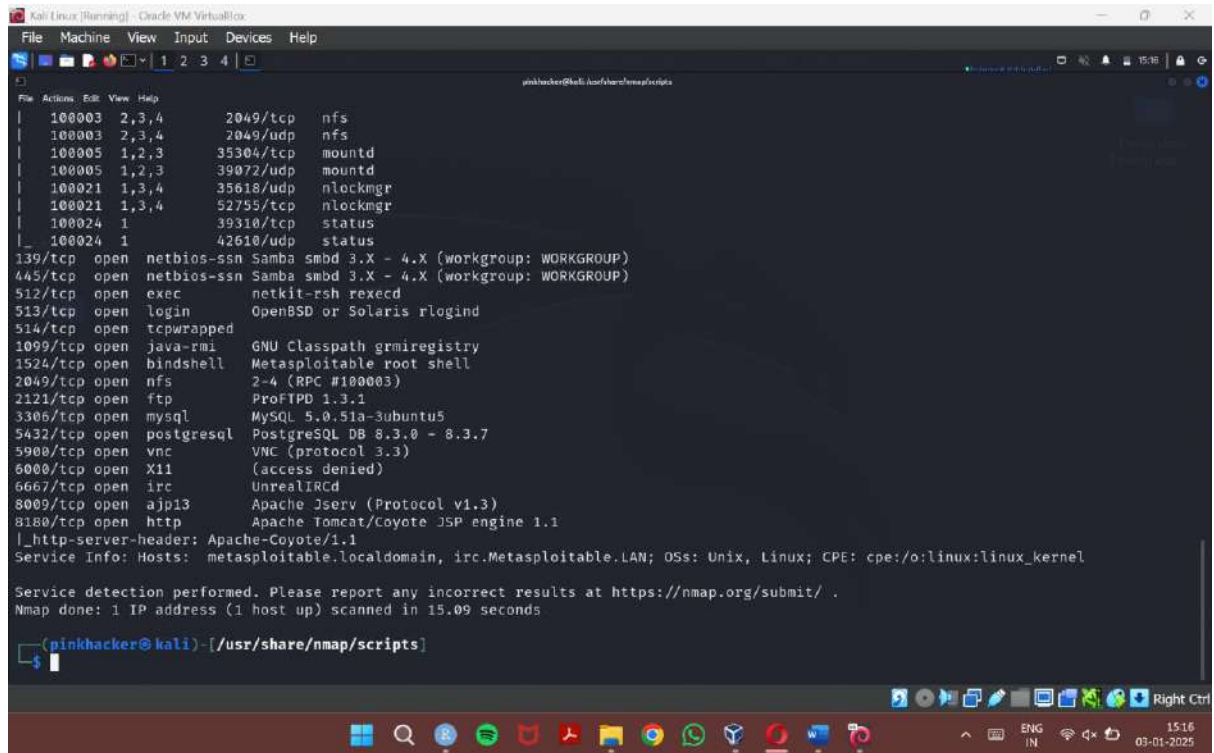 Kali Linux [Running] - Oracle VM VirtualBox
File Machine View Input Devices Help
1 2 3 4
15:16
pinkhacker@kali: /usr/share/nmap/scripts
File Actions Edit View Help
| 100003 2,3,4 2049/tcp nfs
| 100003 2,3,4 2049/udp nfs
| 100005 1,2,3 35304/tcp mountd
| 100005 1,2,3 39072/udp mountd
| 100021 1,3,4 35618/udp nlockmgr
| 100021 1,3,4 52755/tcp nlockmgr
| 100024 1 39310/tcp status
|_ 100024 1 42610/udp status
139/tcp open netbios-ssn Samba smbd 3.X - 4.X (workgroup: WORKGROUP)
445/tcp open netbios-ssn Samba smbd 3.X - 4.X (workgroup: WORKGROUP)
512/tcp open exec netkit-rsh rexecd
513/tcp open login OpenBSD or Solaris rlogind
514/tcp open tcpwrapped
1099/tcp open java-rmi GNU Classpath grmiregistry
1524/tcp open bindshell Metasploitable root shell
2049/tcp open nfs 2-4 (RPC #100003)
2121/tcp open ftp ProFTPD 1.3.1
3306/tcp open mysql MySQL 5.0.51a-3ubuntu5
5432/tcp open postgresql PostgreSQL DB 8.3.0 - 8.3.7
5900/tcp open vnc VNC (protocol 3.3)
6000/tcp open X11 (access denied)
6667/tcp open irc UnrealIRCd
8009/tcp open ajp13 Apache Jserv (Protocol v1.3)
8180/tcp open http Apache Tomcat/Coyote JSP engine 1.1
|_http-server-header: Apache-Coyote/1.1
Service Info: Hosts: metasploitable.localdomain, irc.Metasploitable.LAN; OSs: Unix, Linux; CPE: cpe:/o:linux:linux_kernel
Service detection performed. Please report any incorrect results at https://nmap.org/submit/ .
Nmap done: 1 IP address (1 host up) scanned in 15.09 seconds
(pinkhacker㉿kali)-[/usr/share/nmap/scripts]
$
Right Ctrl
ENG
IN
15:16
03-01-2025